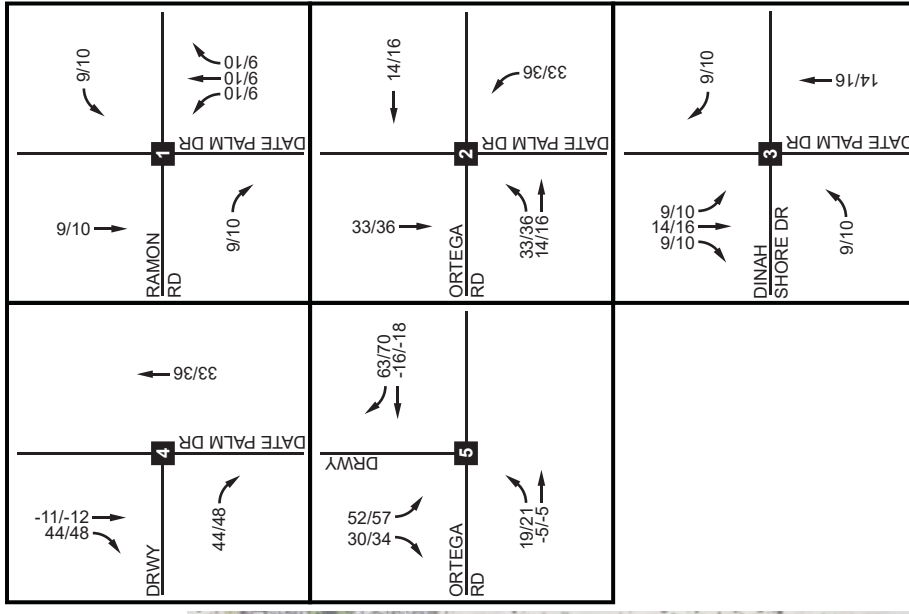 9/10
9/10
9/10
9/10
1
DATE PALM DR
9/10
RAMON
RD
9/10
14/16
33/36
2
DATE PALM DR
33/36
ORTEGA
RD
33/36
14/16
9/10
14/16
3
DATE PALM DR
9/10
14/16
9/10
DINAH
SHORE DR
9/10
33/36
4
DATE PALM DR
-11/-12
44/48
DRWY
44/48
63/70
-16/-18
DRWY
5
52/57
30/34
ORTEGA
RD
19/21
-5/-5